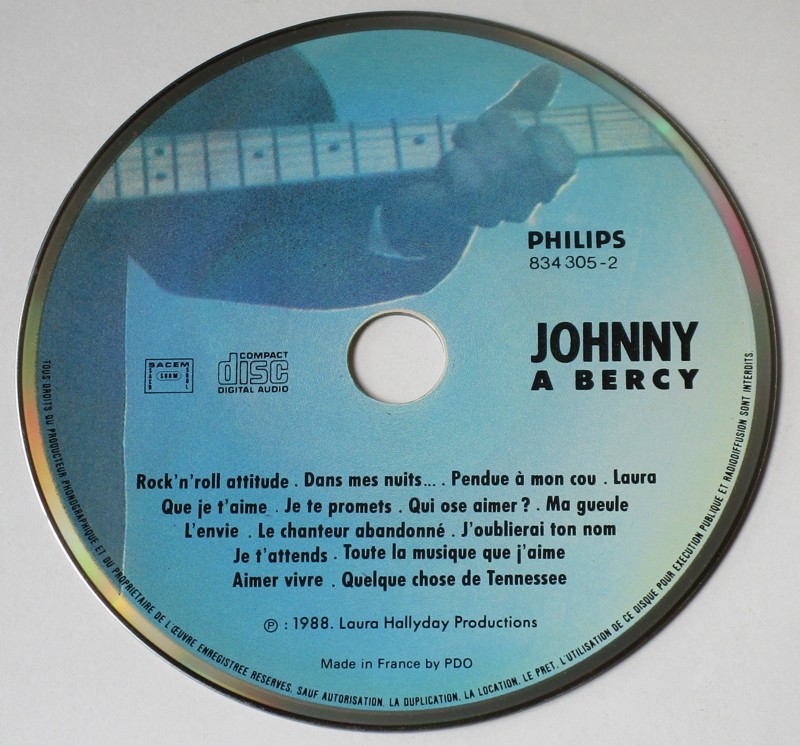 PHILIPS
834 305-2
JOHNNY
A BERCY
SACEM
COMPACT
disc
DIGITAL AUDIO
Rock'n'roll attitude . Dans mes nuits... . Pendue à mon cou . Laura
Que je t'aime . Je te promets . Qui ose aimer ? . Ma gueule
L'envie . Le chanteur abandonné . J'oublierai ton nom
Je t'attends . Toute la musique que j'aime
Aimer vivre . Quelque chose de Tennessee
Ⓟ : 1988. Laura Hallyday Productions
Made in France by PDO
TOUS DROITS DU PRODUCTEUR PHONOGRAPHIQUE ET DU PROPRIETAIRE DE L'ŒUVRE ENREGISTREE RESERVES. SAUF AUTORISATION, LA DUPLICATION, LA LOCATION, LE PRET, L'UTILISATION DE CE DISQUE POUR EXECUTION PUBLIQUE ET RADIODIFFUSION SONT INTERDITS.